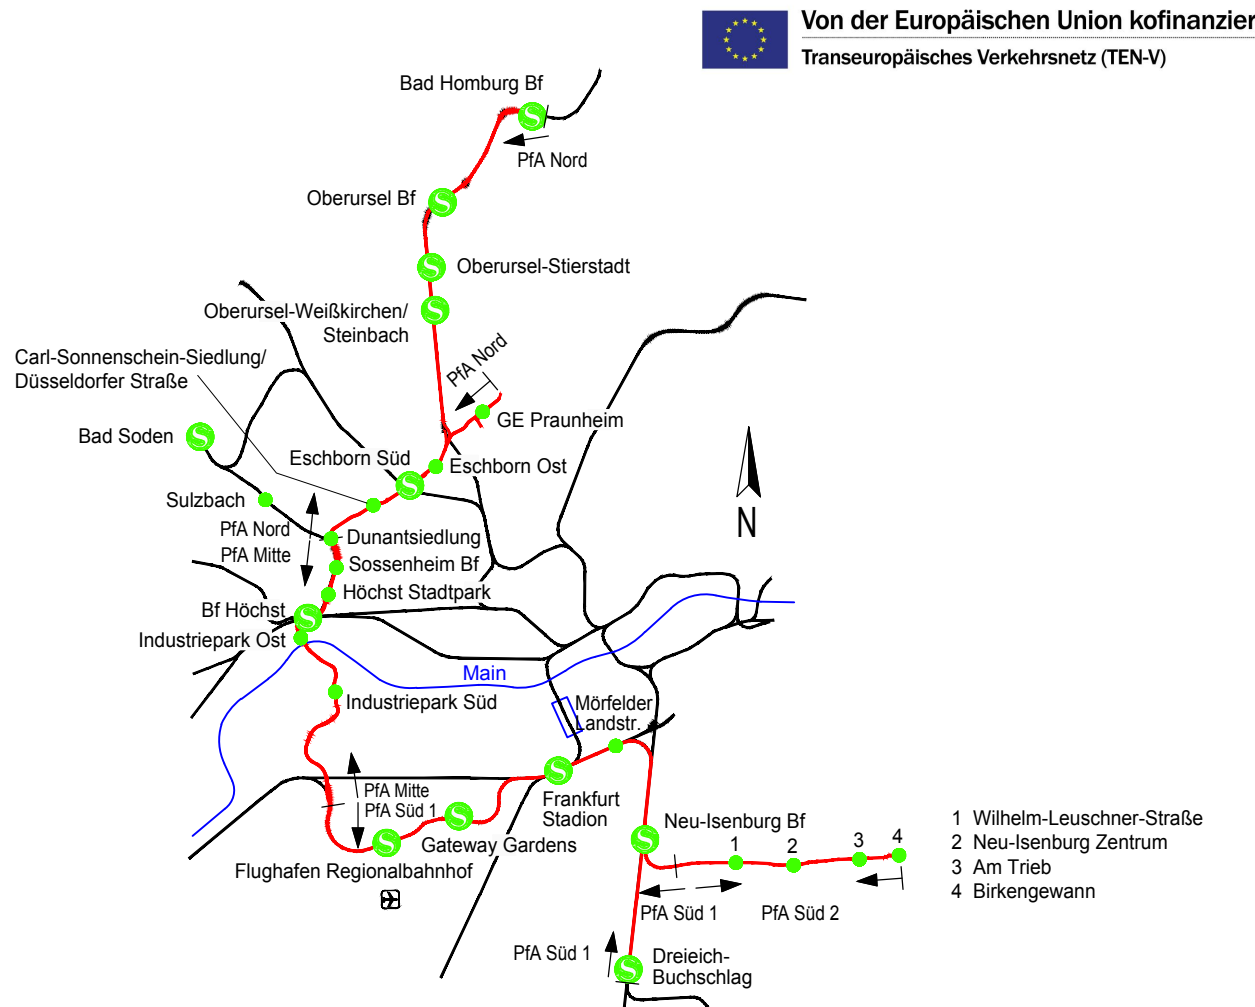 Von der Europäischen Union kofinanzier
Transeuropäisches Verkehrsnetz (TEN-V)
Bad Homburg Bf
PfA Nord
Oberursel Bf
Oberursel-Stierstadt
Oberursel-Weißkirchen/
Steinbach
Carl-Sonnenschein-Siedlung/
Düsseldorfer Straße
PfA Nord
GE Praunheim
Bad Soden
Eschborn Süd
Eschborn Ost
Sulzbach
PfA Nord
PfA Mitte
Dunantsiedlung
Sossenheim Bf
Höchst Stadtpark
Bf Höchst
Industriepark Ost
N
Main
Industriepark Süd
Mörfelder
Landstr.
PfA Mitte
PfA Süd 1
Frankfurt
Stadion
Gateway Gardens
Flughafen Regionalbahnhof
Neu-Isenburg Bf
1
2
3
4
1 Wilhelm-Leuschner-Straße
2 Neu-Isenburg Zentrum
3 Am Trieb
4 Birkengewann
PfA Süd 1
PfA Süd 2
PfA Süd 1
Dreieich-
Buchschlag